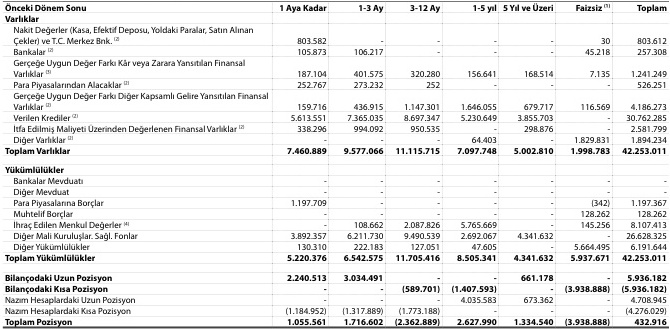 Önceki Dönem Sonu 1 Aya Kadar 1-3 Ay 3-12 Ay 1-5 yıl 5 Yıl ve Üzeri Faizsiz (1) Toplam
Varlıklar
Nakit Değerler (Kasa, Efektif Deposu, Yoldaki Paralar, Satın Alınan
Çekler) ve T.C. Merkez Bnk. (2) 803.582 - - - - 30 803.612
Bankalar (2) 105.873 106.217 - - - 45.218 257.308
Gerçeğe Uygun Değer Farkı Kâr veya Zarara Yansıtılan Finansal
Varlıklar (3) 187.104 401.575 320.280 156.641 168.514 7.135 1.241.249
Para Piyasalarından Alacaklar (2) 252.767 273.232 252 - - - 526.251
Gerçeğe Uygun Değer Farkı Diğer Kapsamlı Gelire Yansıtılan Finansal
Varlıklar (2) 159.716 436.915 1.147.301 1.646.055 679.717 116.569 4.186.273
Verilen Krediler (2) 5.613.551 7.365.035 8.697.347 5.230.649 3.855.703 - 30.762.285
İtfa Edilmiş Maliyeti Üzerinden Değerlenen Finansal Varlıklar (2) 338.296 994.092 950.535 - 298.876 - 2.581.799
Diğer Varlıklar (2) - - - 64.403 - 1.829.831 1.894.234
Toplam Varlıklar 7.460.889 9.577.066 11.115.715 7.097.748 5.002.810 1.998.783 42.253.011
Yükümlülükler
Bankalar Mevduatı - - - - - - -
Diğer Mevduat - - - - - - -
Para Piyasalarına Borçlar 1.197.709 - - - - (342) 1.197.367
Muhtelif Borçlar - - - - - 128.262 128.262
İhraç Edilen Menkul Değerler (4) - 108.662 2.087.826 5.765.669 - 145.256 8.107.413
Diğer Mali Kuruluşlar. Sağl. Fonlar 3.892.357 6.211.730 9.490.539 2.692.067 4.341.632 - 26.628.325
Diğer Yükümlülükler 130.310 222.183 127.051 47.605 - 5.664.495 6.191.644
Toplam Yükümlülükler 5.220.376 6.542.575 11.705.416 8.505.341 4.341.632 5.937.671 42.253.011
Bilançodaki Uzun Pozisyon 2.240.513 3.034.491 - - 661.178 - 5.936.182
Bilançodaki Kısa Pozisyon - - (589.701) (1.407.593) - (3.938.888) (5.936.182)
Nazım Hesaplardaki Uzun Pozisyon - - - 4.035.583 673.362 - 4.708.945
Nazım Hesaplardaki Kısa Pozisyon (1.184.952) (1.317.889) (1.773.188) - - - (4.276.029)
Toplam Pozisyon 1.055.561 1.716.602 (2.362.889) 2.627.990 1.334.540 (3.938.888) 432.916